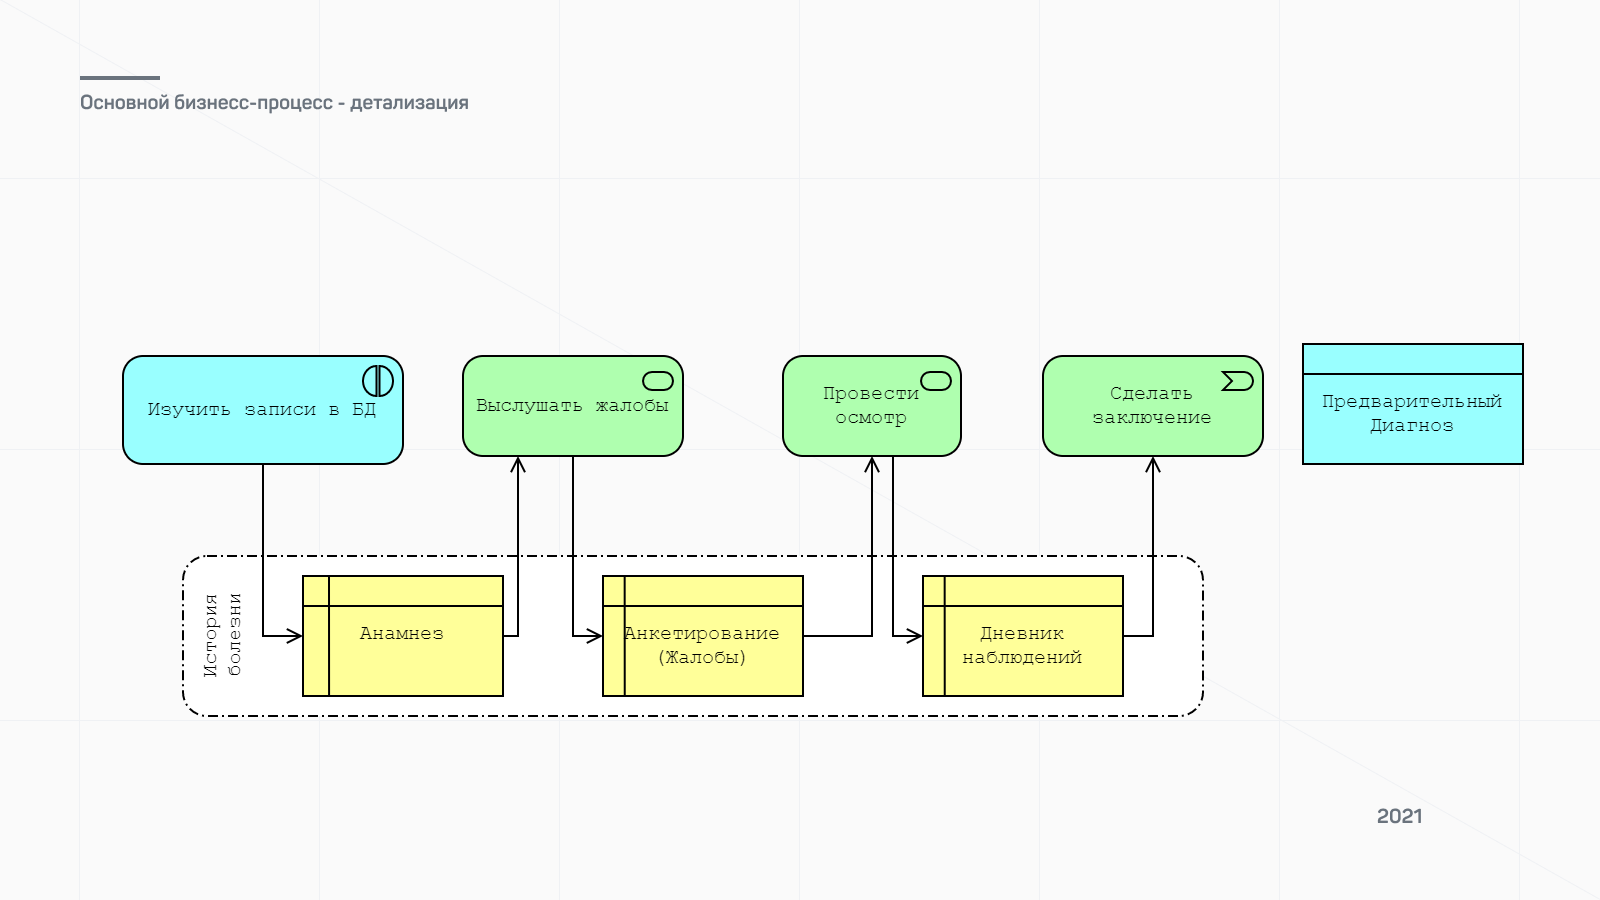 Основной бизнесс-процесс - детализация
Изучить записи в БД
Выслушать жалобы
Провести
осмотр
Сделать
заключение
Предварительный
Диагноз
История
болезни
Анамнез
Анкетирование
(Жалобы)
Дневник
наблюдений
2021